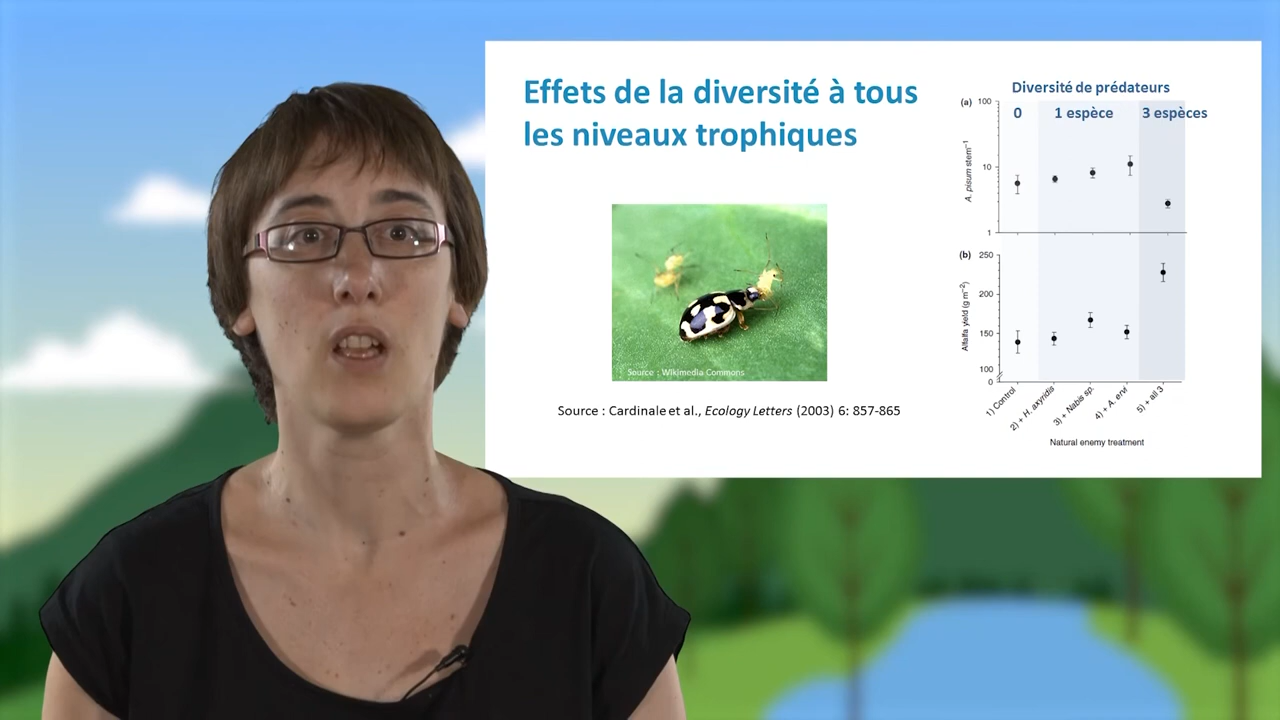 Effets de la diversité à tous
les niveaux trophiques
Source : Wikimedia Commons
Source : Cardinale et al., Ecology Letters (2003) 6: 857-865
Diversité de prédateurs
0 1 espèce 3 espèces
(a)
100
10
1
A. pisum stem⁻¹
(b)
250
200
150
100
0
Alfalfa yield (g m⁻²)
1) Control
2) + H. axyridis
3) + Nabis sp.
4) + A. ervi
5) + all 3
Natural enemy treatment